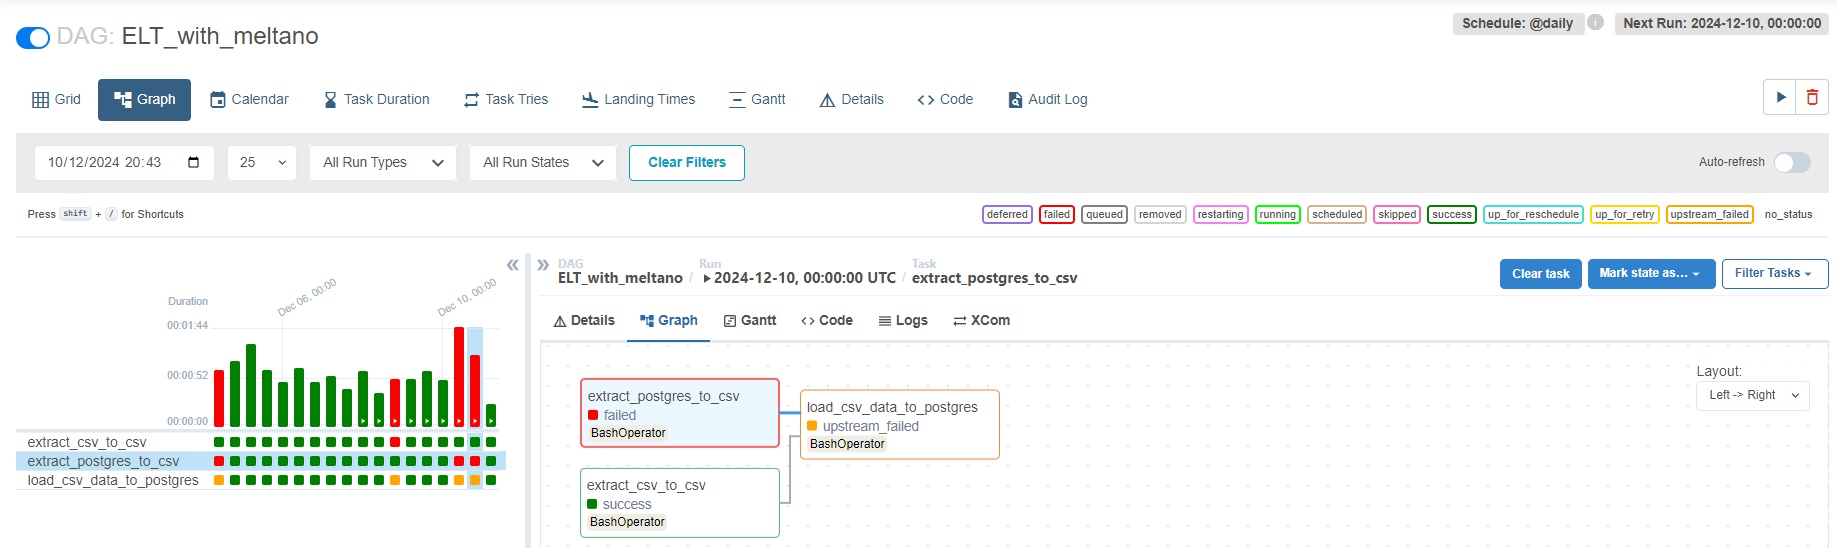 DAG: ELT_with_meltano
Schedule: @daily
Next Run: 2024-12-10, 00:00:00
Grid
Graph
Calendar
Task Duration
Task Tries
Landing Times
Gantt
Details
Code
Audit Log
10/12/2024 20:43
25
All Run Types
All Run States
Clear Filters
Auto-refresh
Press shift + / for Shortcuts
deferred
failed
queued
removed
restarting
running
scheduled
skipped
success
up_for_reschedule
up_for_retry
upstream_failed
no_status
Duration
Dec 06, 00:00
Dec 10, 00:00
00:01:44
00:00:52
00:00:00
extract_csv_to_csv
extract_postgres_to_csv
load_csv_data_to_postgres
DAG
ELT_with_meltano
/
Run
2024-12-10, 00:00:00 UTC
/
Task
extract_postgres_to_csv
Clear task
Mark state as...
Filter Tasks
Details
Graph
Gantt
Code
Logs
XCom
extract_postgres_to_csv
failed
BashOperator
load_csv_data_to_postgres
upstream_failed
BashOperator
extract_csv_to_csv
success
BashOperator
Layout:
Left -> Right